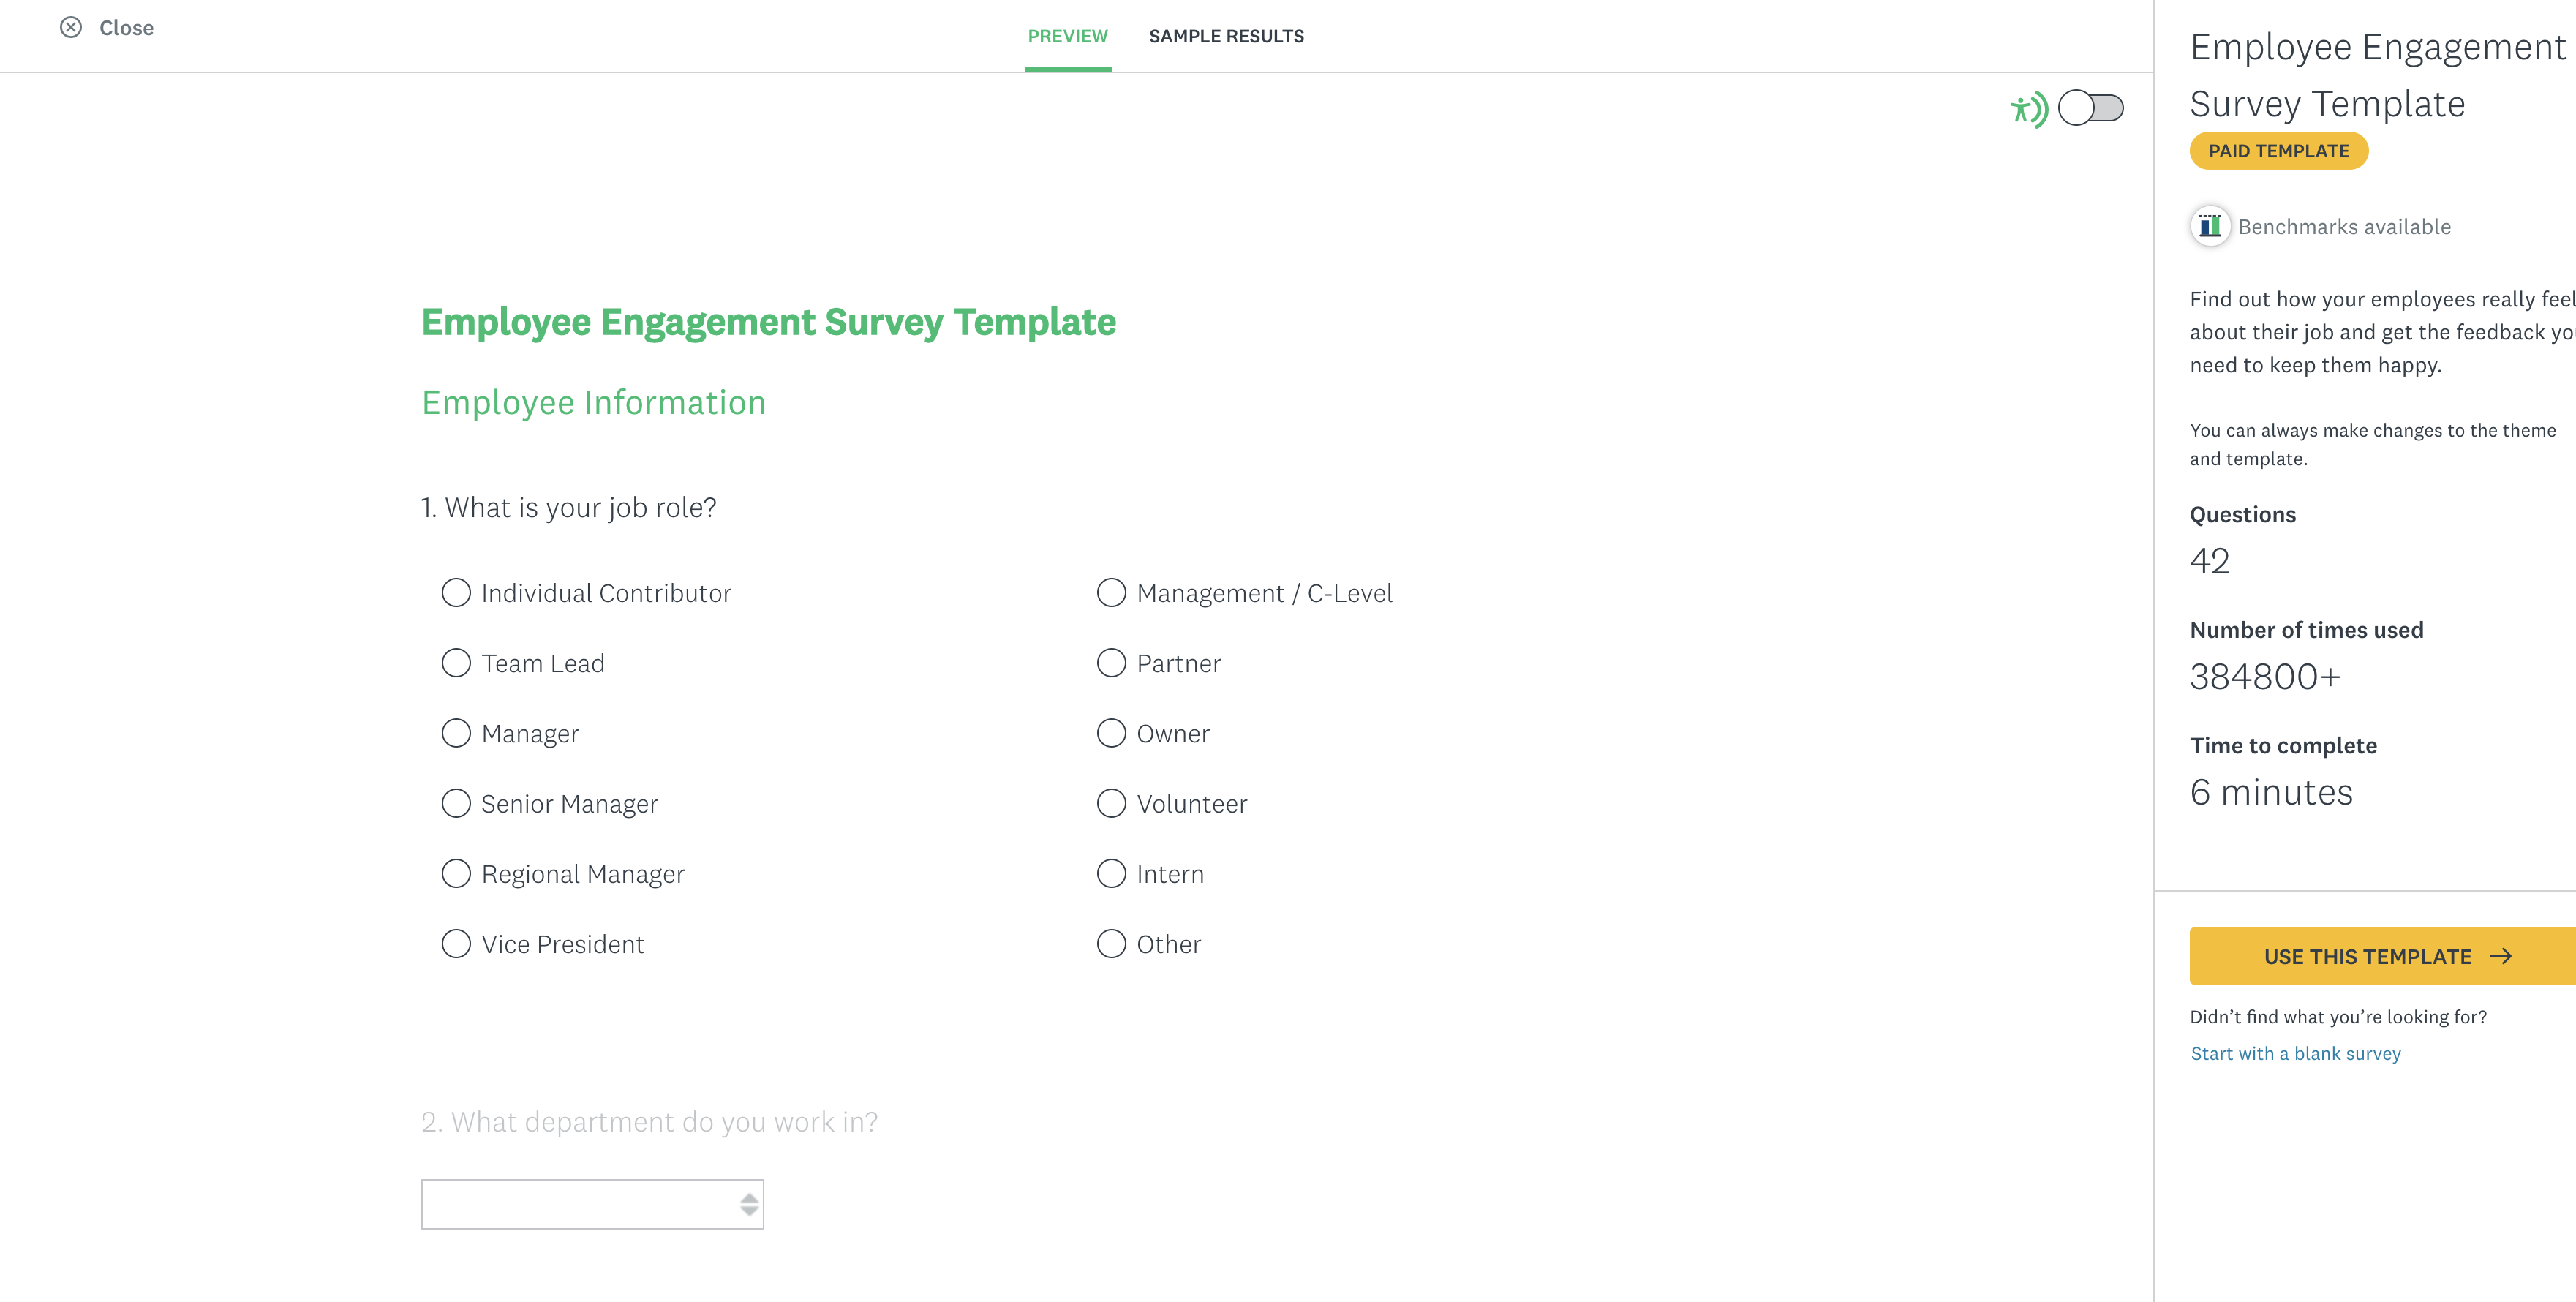 Close
PREVIEW
SAMPLE RESULTS
Employee Engagement Survey Template
Employee Information
1. What is your job role?
Individual Contributor
Team Lead
Manager
Senior Manager
Regional Manager
Vice President
Management / C-Level
Partner
Owner
Volunteer
Intern
Other
2. What department do you work in?
Employee Engagement
Survey Template
PAID TEMPLATE
Benchmarks available
Find out how your employees really feel
about their job and get the feedback yo
need to keep them happy.
You can always make changes to the theme
and template.
Questions
42
Number of times used
384800+
Time to complete
6 minutes
USE THIS TEMPLATE →
Didn’t find what you’re looking for?
Start with a blank survey